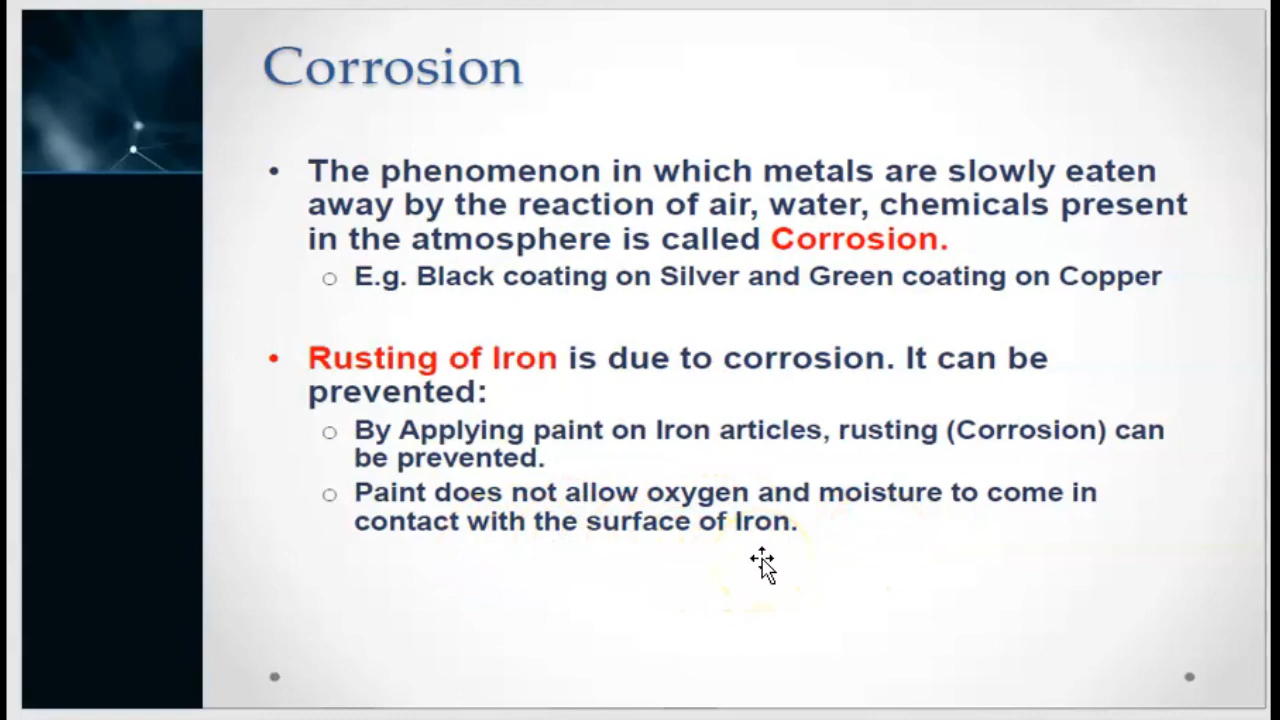 Corrosion
• The phenomenon in which metals are slowly eaten
away by the reaction of air, water, chemicals present
in the atmosphere is called Corrosion.
○ E.g. Black coating on Silver and Green coating on Copper
• Rusting of Iron is due to corrosion. It can be
prevented:
○ By Applying paint on Iron articles, rusting (Corrosion) can
be prevented.
○ Paint does not allow oxygen and moisture to come in
contact with the surface of Iron.